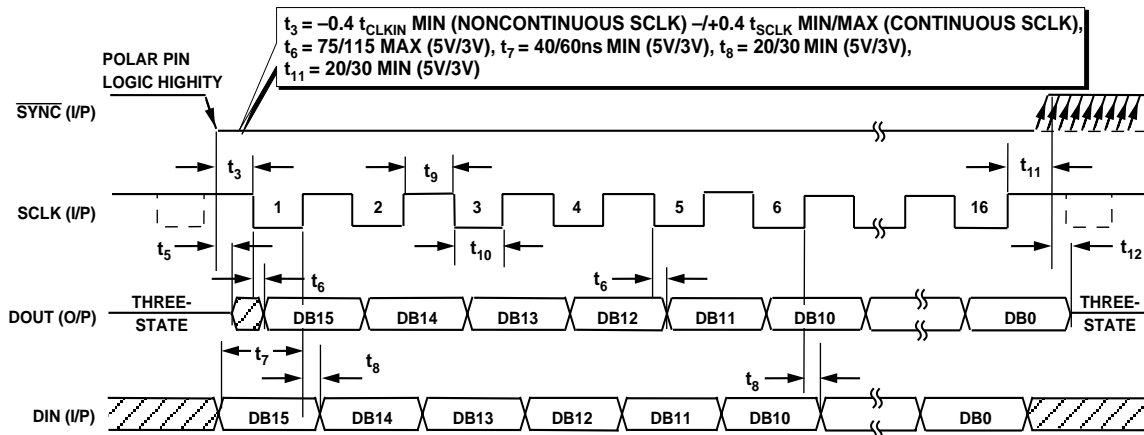 t3 = –0.4 tCLKIN MIN (NONCONTINUOUS SCLK) –/+0.4 tSCLK MIN/MAX (CONTINUOUS SCLK),
t6 = 75/115 MAX (5V/3V), t7 = 40/60ns MIN (5V/3V), t8 = 20/30 MIN (5V/3V),
t11 = 20/30 MIN (5V/3V)
POLAR PIN
LOGIC HIGHITY
SYNC (I/P)
t3
t9
t11
SCLK (I/P)
1
2
3
4
5
6
16
t5
t10
t12
t6
t6
THREE-
STATE
DOUT (O/P)
DB15
DB14
DB13
DB12
DB11
DB10
DB0
THREE-
STATE
t7
t8
t8
DIN (I/P)
DB15
DB14
DB13
DB12
DB11
DB10
DB0